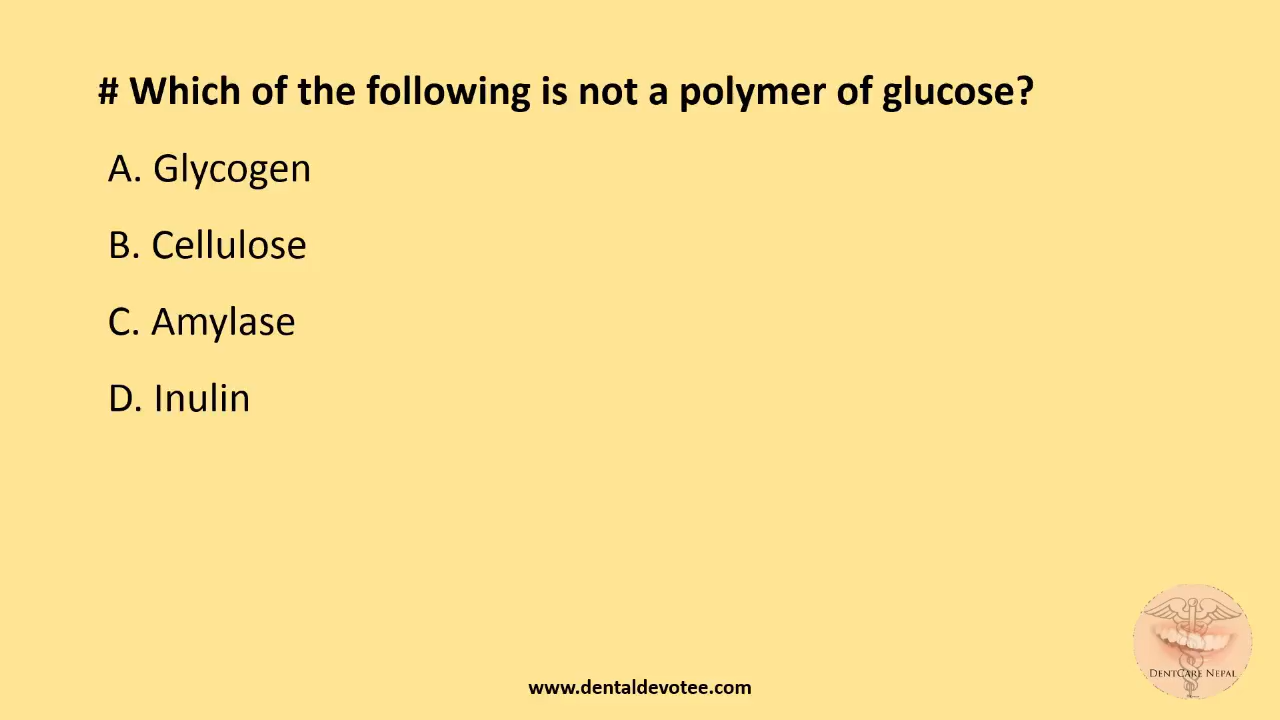 # Which of the following is not a polymer of glucose?
A. Glycogen
B. Cellulose
C. Amylase
D. Inulin
DENTCARE NEPAL
www.dentaldevotee.com